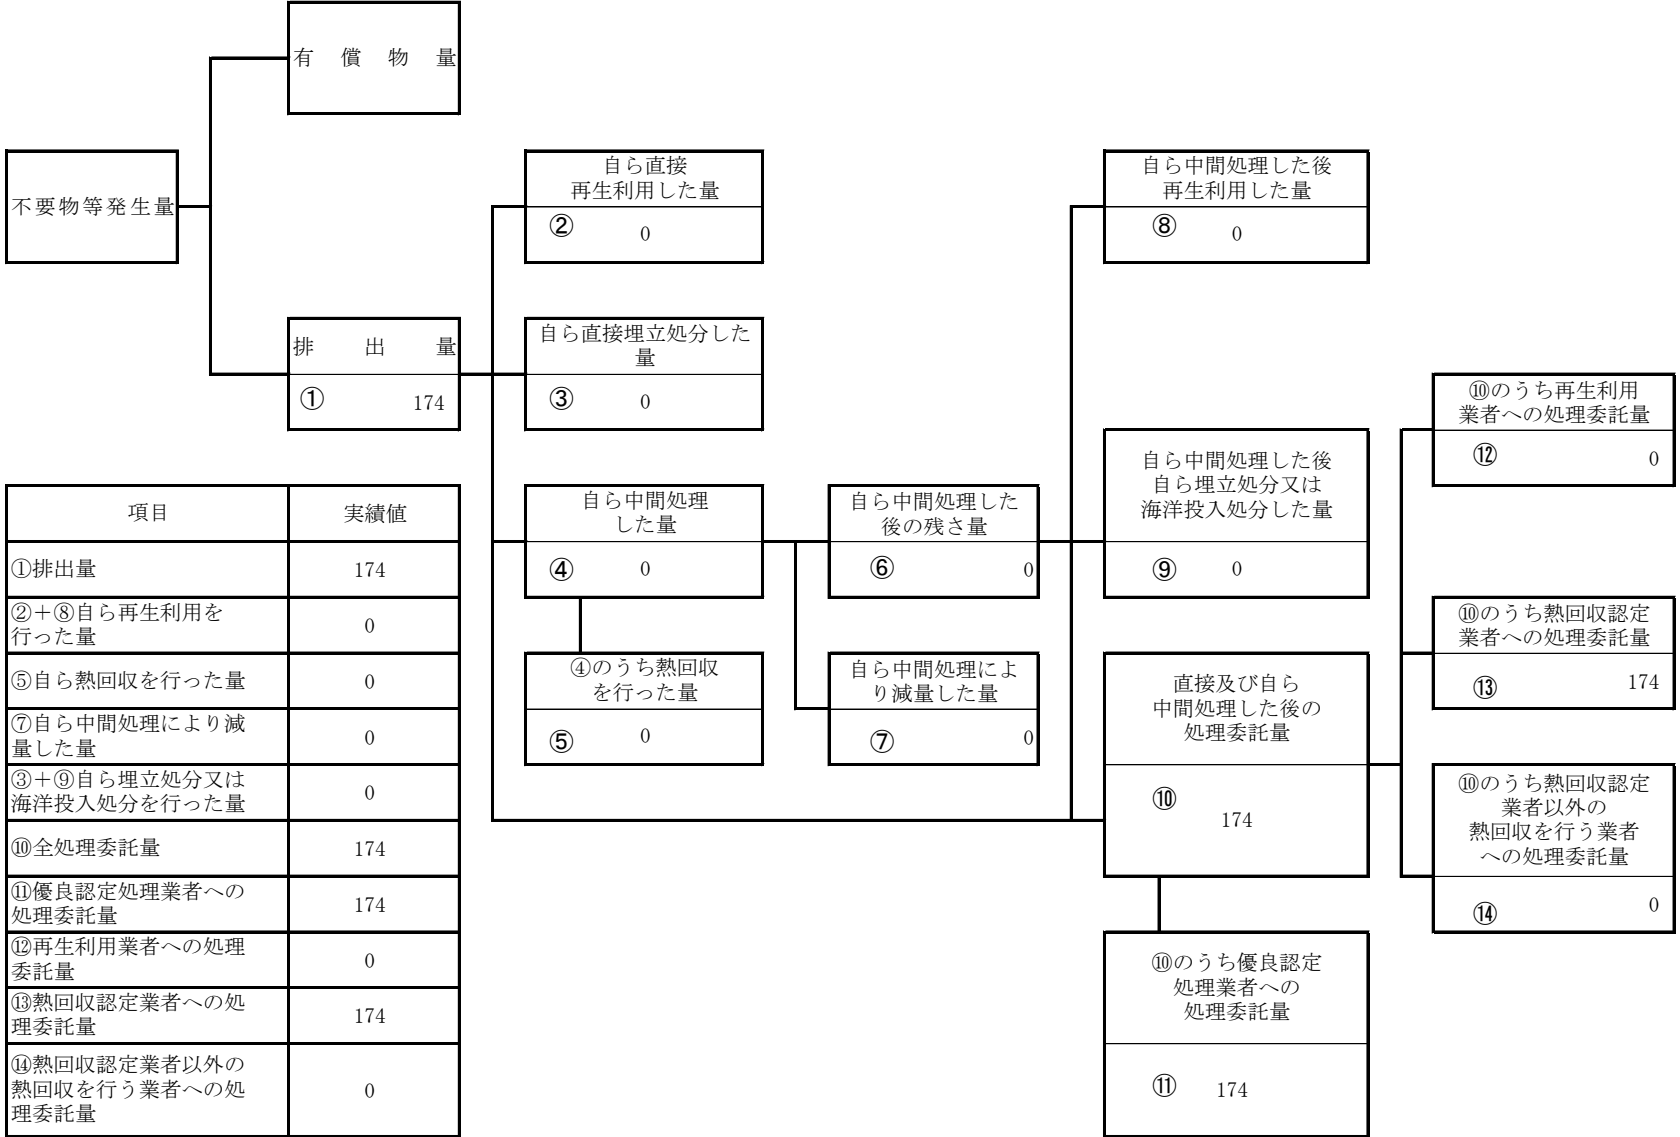 有償物量
不要物等発生量
排出量
①
174
自ら直接
再生利用した量
②
0
自ら直接埋立処分した
量
③
0
自ら中間処理
した量
④
0
④のうち熱回収
を行った量
⑤
0
自ら中間処理した
後の残さ量
⑥
0
自ら中間処理によ
り減量した量
⑦
0
自ら中間処理した後
再生利用した量
⑧
0
自ら中間処理した後
自ら埋立処分又は
海洋投入処分した量
⑨
0
直接及び自ら
中間処理した後の
処理委託量
⑩
174
⑩のうち優良認定
処理業者への
処理委託量
⑪
174
⑩のうち再生利用
業者への処理委託量
⑫
0
⑩のうち熱回収認定
業者への処理委託量
⑬
174
⑩のうち熱回収認定
業者以外の
熱回収を行う業者
への処理委託量
⑭
0
項目
実績値
①排出量
174
②＋⑧自ら再生利用を
行った量
0
⑤自ら熱回収を行った量
0
⑦自ら中間処理により減
量した量
0
③＋⑨自ら埋立処分又は
海洋投入処分を行った量
0
⑩全処理委託量
174
⑪優良認定処理業者への
処理委託量
174
⑫再生利用業者への処理
委託量
0
⑬熱回収認定業者への処
理委託量
174
⑭熱回収認定業者以外の
熱回収を行う業者への処
理委託量
0